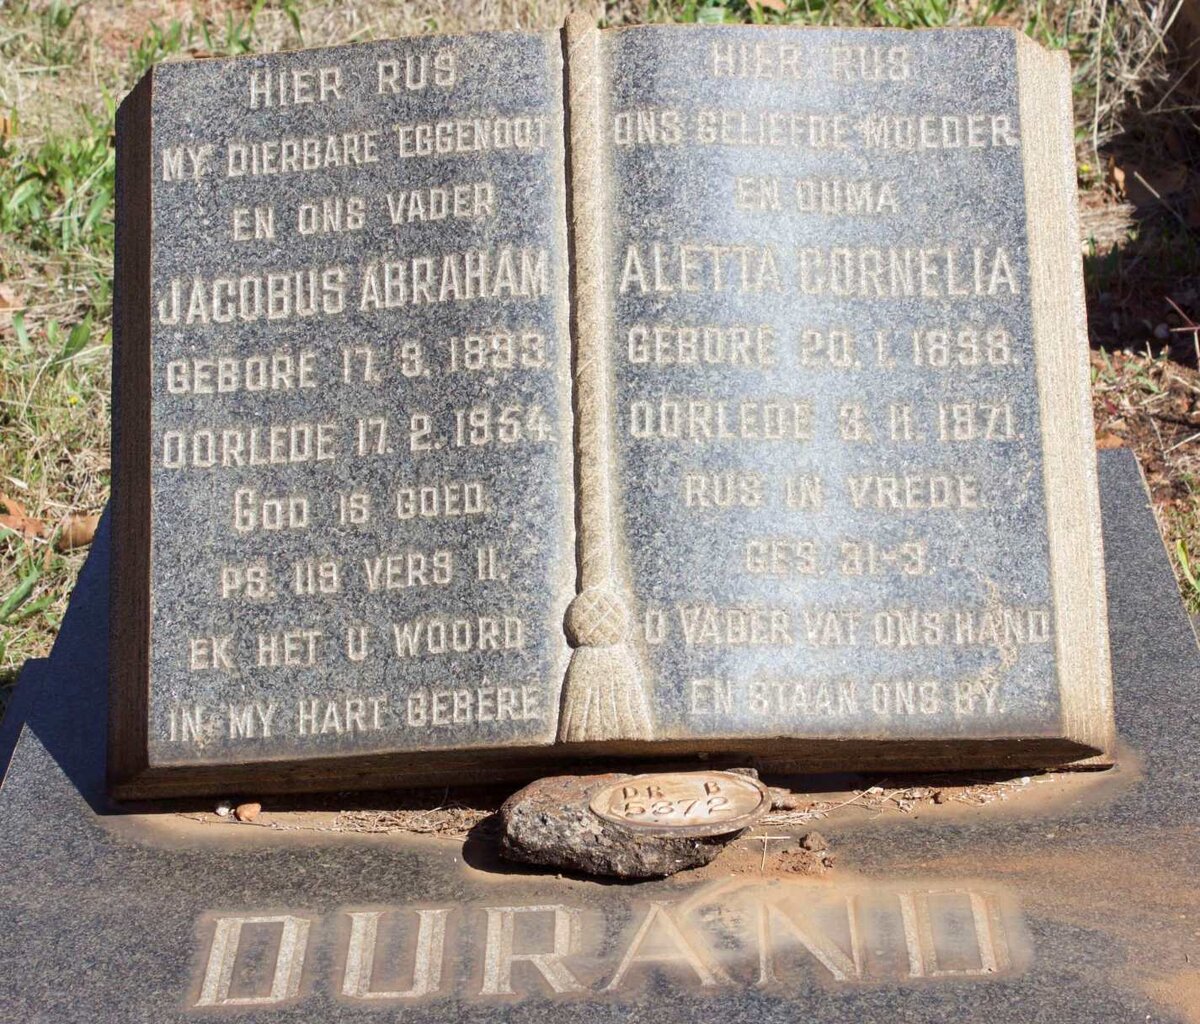 HIER RUS
MY DIERBARE EGGENOOT
EN ONS VADER
JACOBUS ABRAHAM
GEBORE 17. 9. 1893.
OORLEDE 17. 2. 1954.
GOD IS GOED.
PS. 119 VERS 11.
EK HET U WOORD
IN MY HART GEBÊRE
HIER RUS
ONS GELIEFDE MOEDER
EN OUMA
ALETTA CORNELIA
GEBORE 20. 1. 1898.
OORLEDE 3. 11. 1971.
RUS IN VREDE.
GES. 31-3.
O VADER VAT ONS HAND
EN STAAN ONS BY.
DR B
5372
DURAND